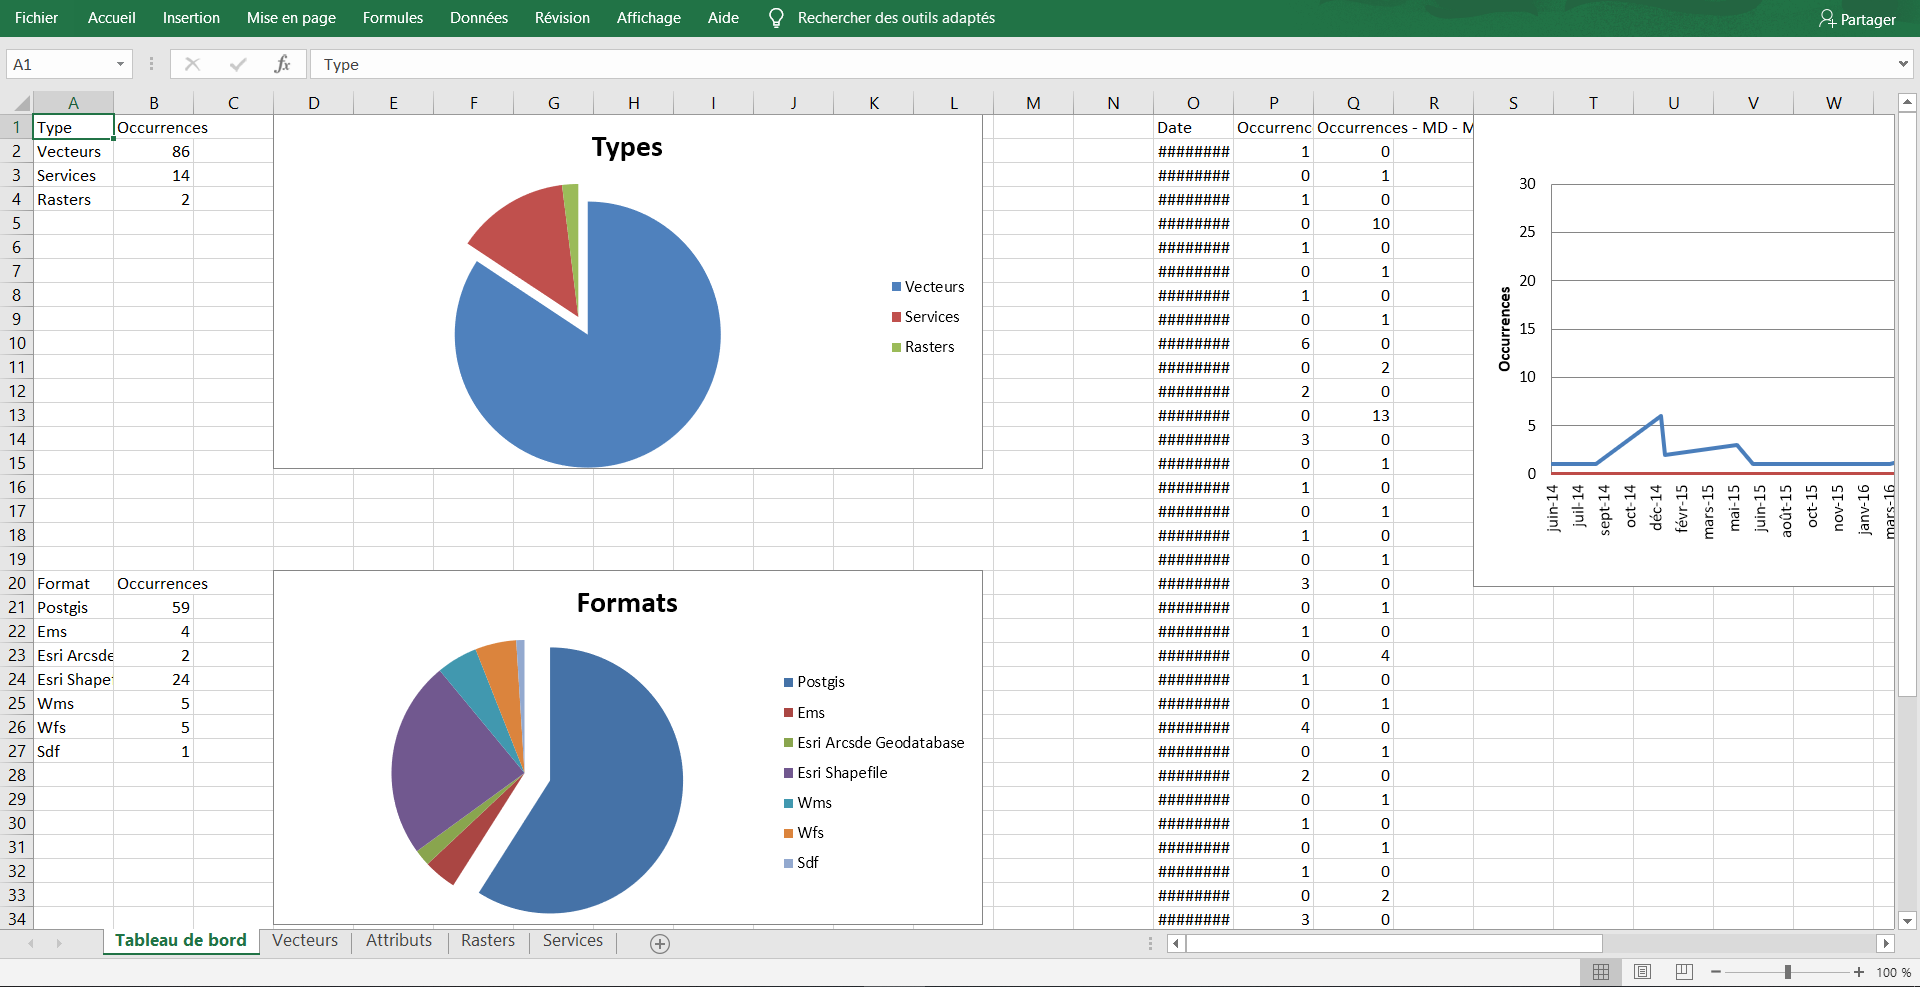 Fichier Accueil Insertion Mise en page Formules Données Révision Affichage Aide Rechercher des outils adaptés Partager
A1 fx Type
A B C D E F G H I J K L M N O P Q R S T U V W
1 Type Occurrences Date Occurrenc Occurrences - MD - M
2 Vecteurs 86 ######## 1 0
3 Services 14 ######## 0 1
4 Rasters 2 ######## 1 0
5 ######## 0 10
6 ######## 1 0
7 ######## 0 1
8 ######## 1 0
9 ######## 0 1
10 ######## 6 0
11 ######## 0 2
12 ######## 2 0
13 ######## 0 13
14 ######## 3 0
15 ######## 0 1
16 ######## 1 0
17 ######## 0 1
18 ######## 1 0
19 ######## 0 1
20 Format Occurrences ######## 3 0
21 Postgis 59 ######## 0 1
22 Ems 4 ######## 1 0
23 Esri Arcsde 2 ######## 0 4
24 Esri Shapef 24 ######## 1 0
25 Wms 5 ######## 0 1
26 Wfs 5 ######## 4 0
27 Sdf 1 ######## 0 1
28 ######## 2 0
29 ######## 0 1
30 ######## 1 0
31 ######## 0 1
32 ######## 1 0
33 ######## 0 2
34 ######## 3 0
Types
Vecteurs
Services
Rasters
Formats
Postgis
Ems
Esri Arcsde Geodatabase
Esri Shapefile
Wms
Wfs
Sdf
Occurrences
30
25
20
15
10
5
0
juin-14
juil-14
sept-14
oct-14
déc-14
févr-15
mars-15
mai-15
juin-15
août-15
oct-15
nov-15
janv-16
mars-16
Tableau de bord Vecteurs Attributs Rasters Services
100 %